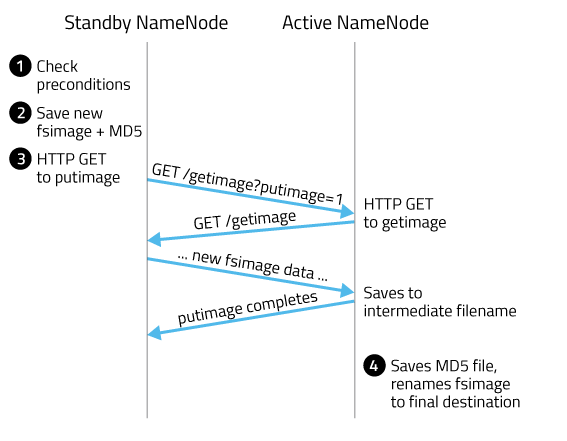 Standby NameNode
Active NameNode
1 Check
preconditions
2 Save new
fsimage + MD5
3 HTTP GET
to putimage
GET /getimage?putimage=1
HTTP GET
to getimage
GET /getimage
... new fsimage data ...
Saves to
intermediate filename
putimage completes
4 Saves MD5 file,
renames fsimage
to final destination